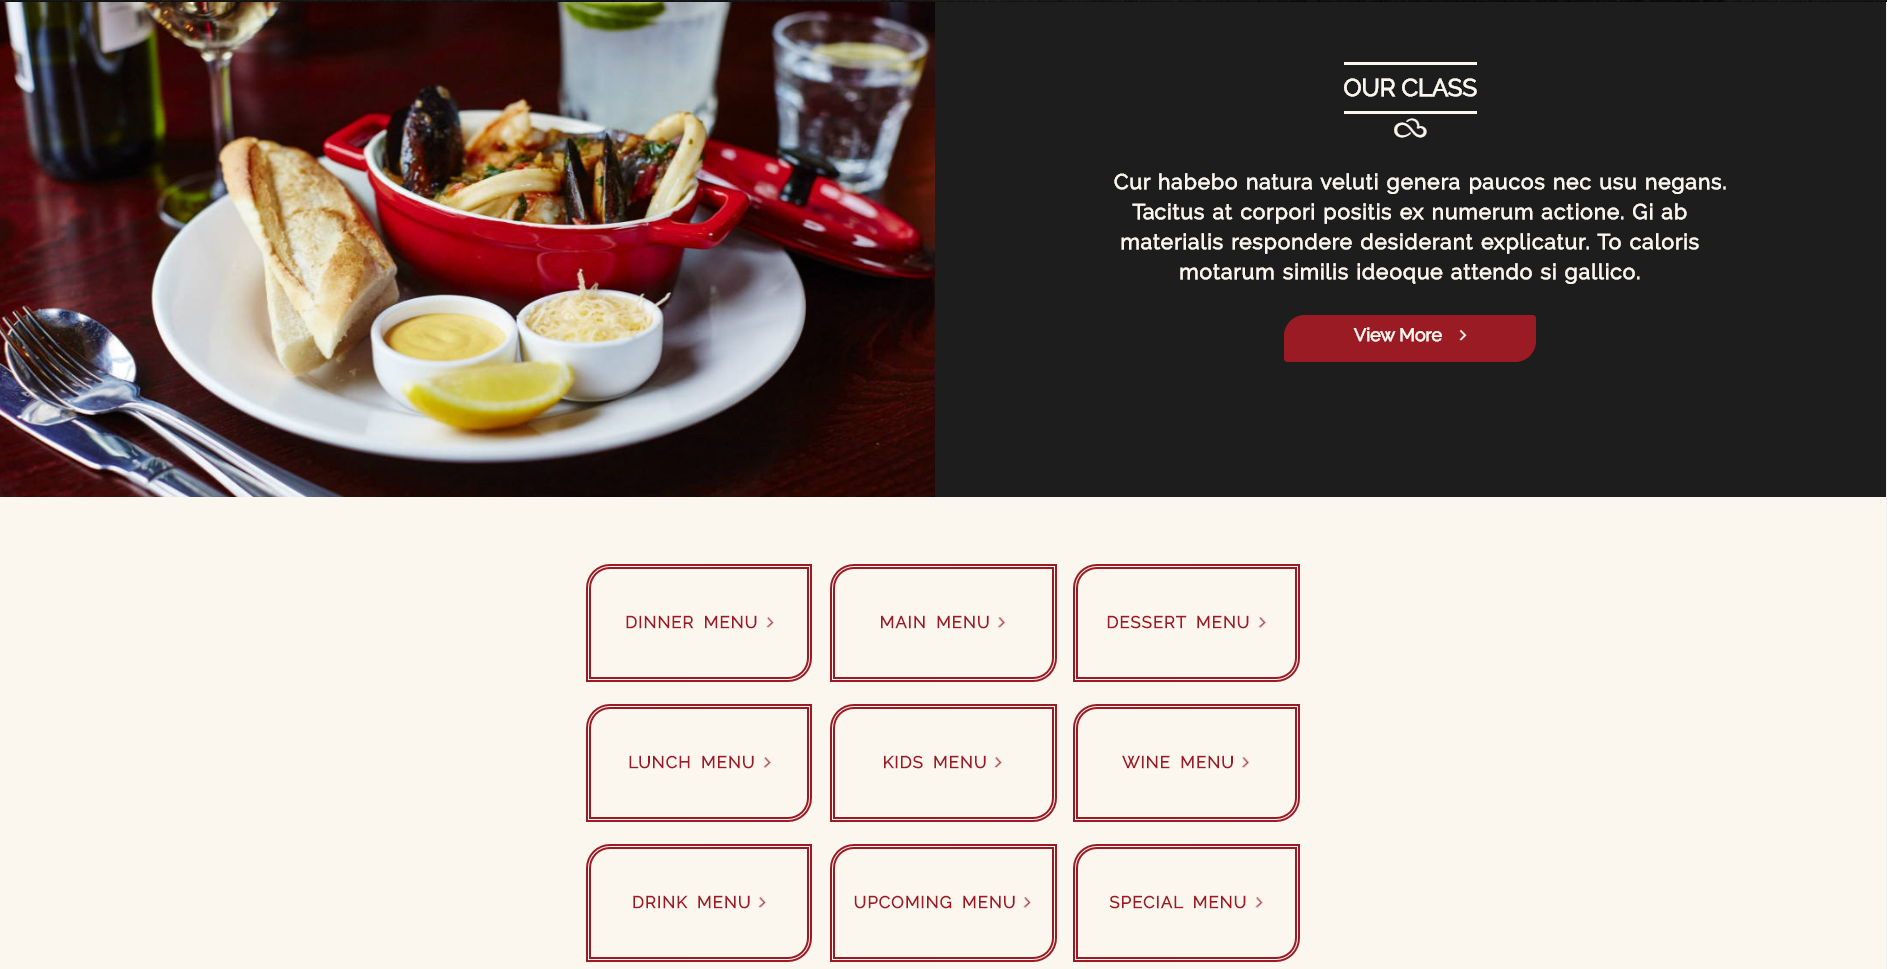 OUR CLASS
Cur habebo natura veluti genera paucos nec usu negans.
Tacitus at corpori positis ex numerum actione. Gi ab
materialis respondere desiderant explicatur. To caloris
motarum similis ideoque attendo si gallico.
View More
DINNER MENU
MAIN MENU
DESSERT MENU
LUNCH MENU
KIDS MENU
WINE MENU
DRINK MENU
UPCOMING MENU
SPECIAL MENU